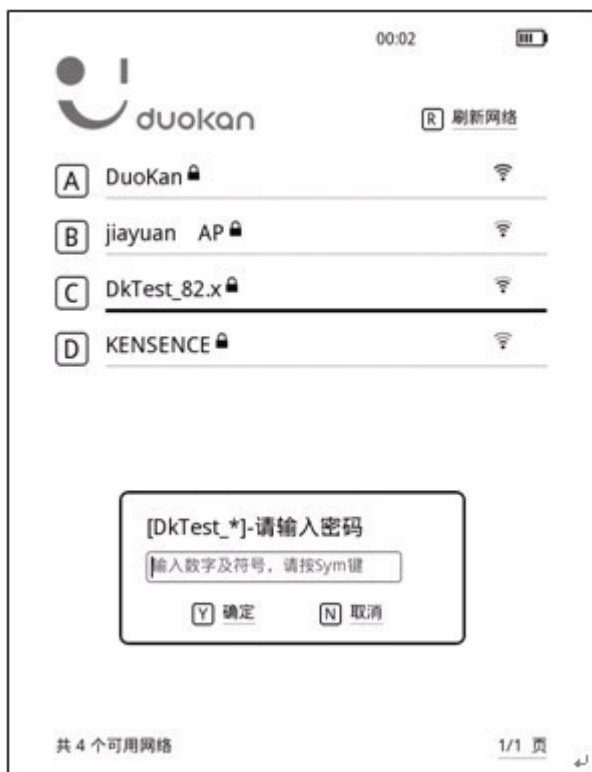 00:02
duokan
R 刷新网络
A DuoKan
B jiayuan AP
C DkTest_82.x
D KENSENCE
[DkTest_*]-请输入密码
输入数字及符号，请按Sym键
Y 确定 N 取消
共 4 个可用网络 1/1 页